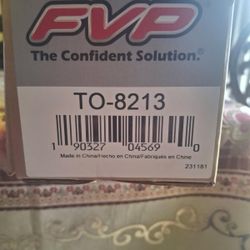 FVP
The Confident Solution.®
TO-8213
1 90327 04569 0
Made in China/Hecho en China/Fabriqués en Chine
231181